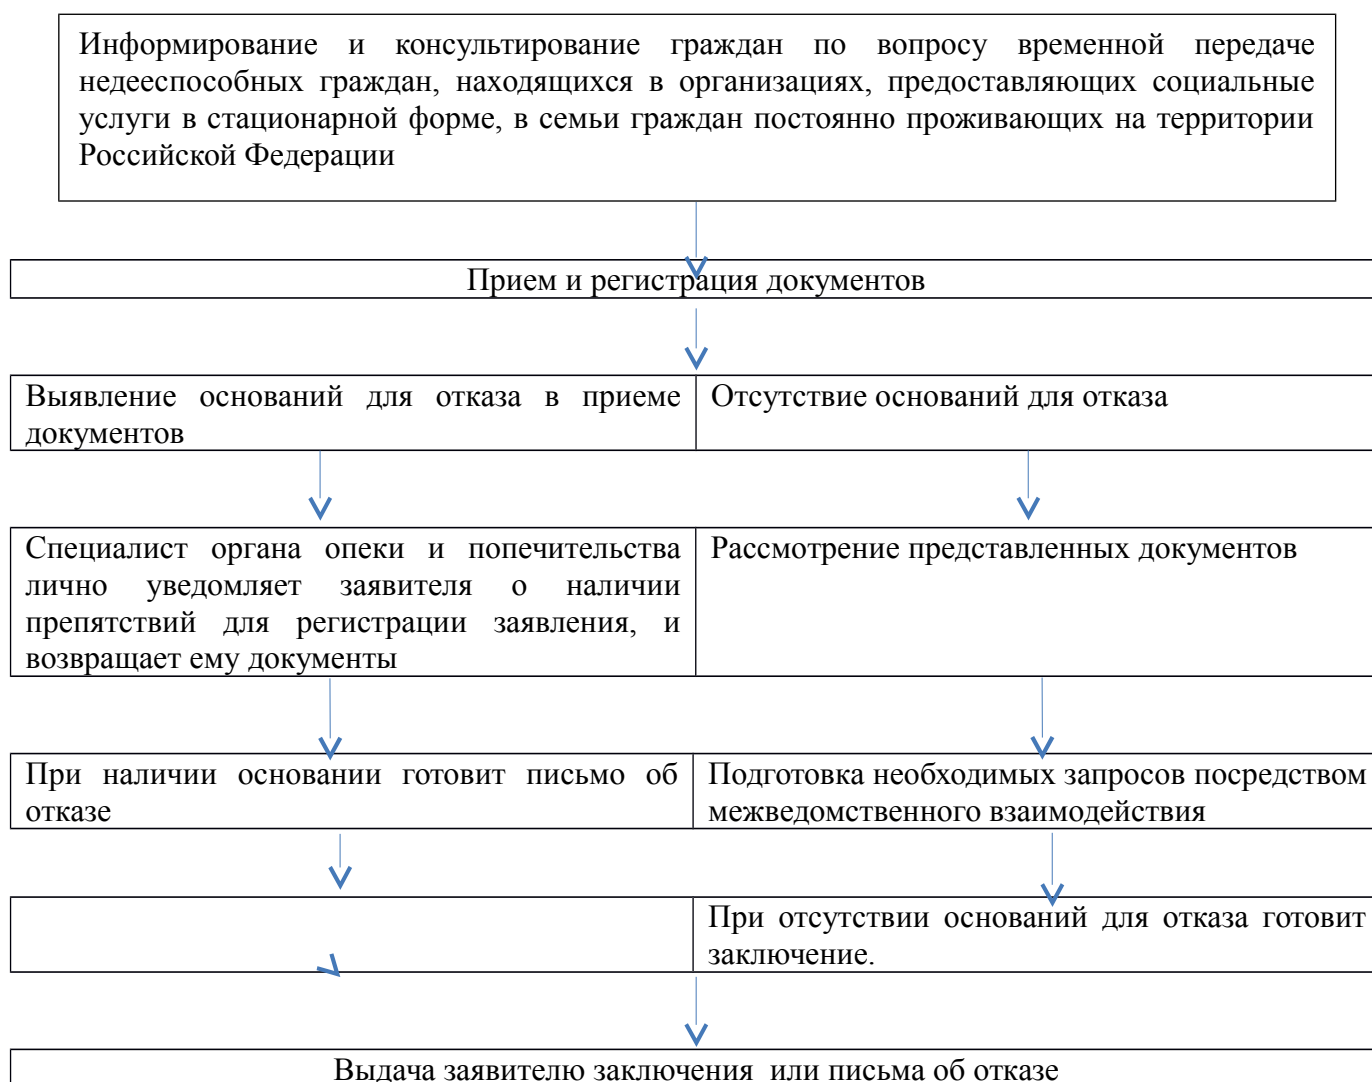 Информирование и консультирование граждан по вопросу временной передаче
недееспособных граждан, находящихся в организациях, предоставляющих социальные
услуги в стационарной форме, в семьи граждан постоянно проживающих на территории
Российской Федерации
Прием и регистрация документов
Выявление оснований для отказа в приеме
документов
Отсутствие оснований для отказа
Специалист органа опеки и попечительства
лично уведомляет заявителя о наличии
препятствий для регистрации заявления, и
возвращает ему документы
Рассмотрение представленных документов
При наличии основании готовит письмо об
отказе
Подготовка необходимых запросов посредством
межведомственного взаимодействия
При отсутствии оснований для отказа готовит
заключение.
Выдача заявителю заключения или письма об отказе